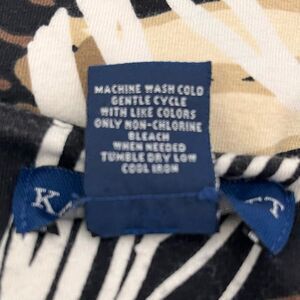 MACHINE WASH COLD
GENTLE CYCLE
WITH LIKE COLORS
ONLY NON-CHLORINE
BLEACH
WHEN NEEDED
TUMBLE DRY LOW
COOL IRON